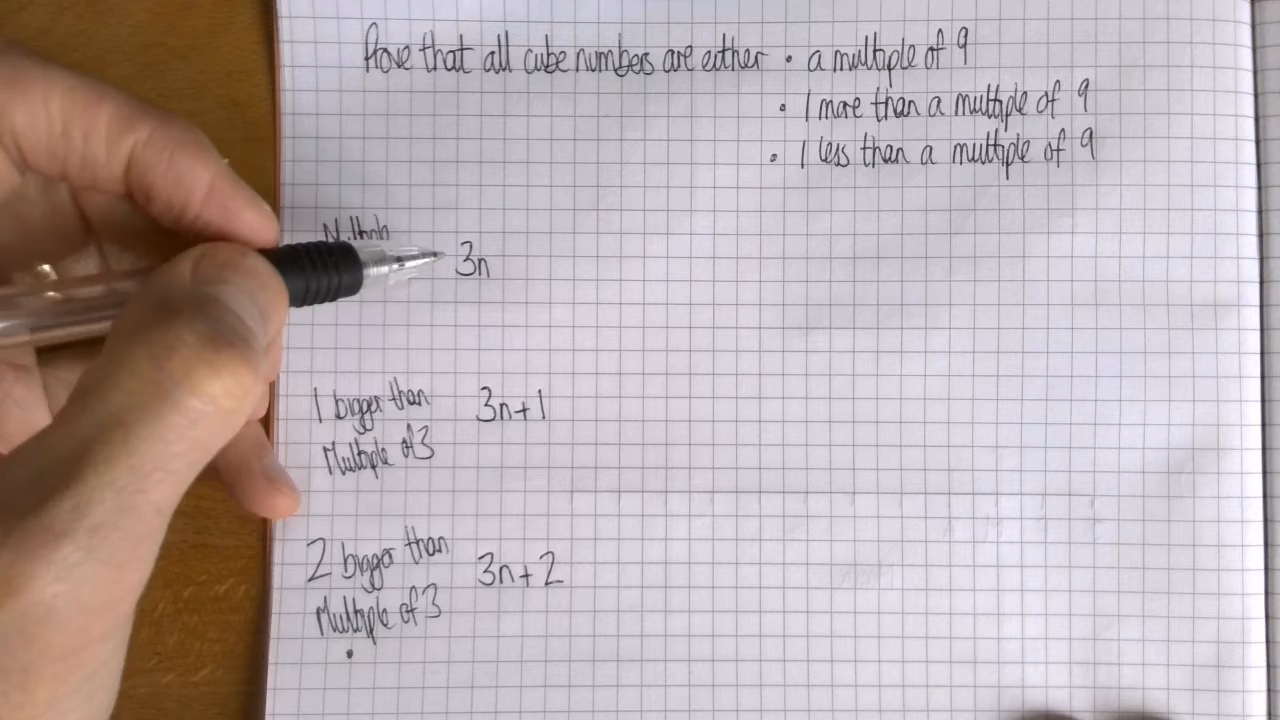 Prove that all cube numbers are either • a multiple of 9
• 1 more than a multiple of 9
• 1 less than a multiple of 9
3n
1 bigger than 3n+1
Multiple of 3
2 bigger than 3n+2
Multiple of 3